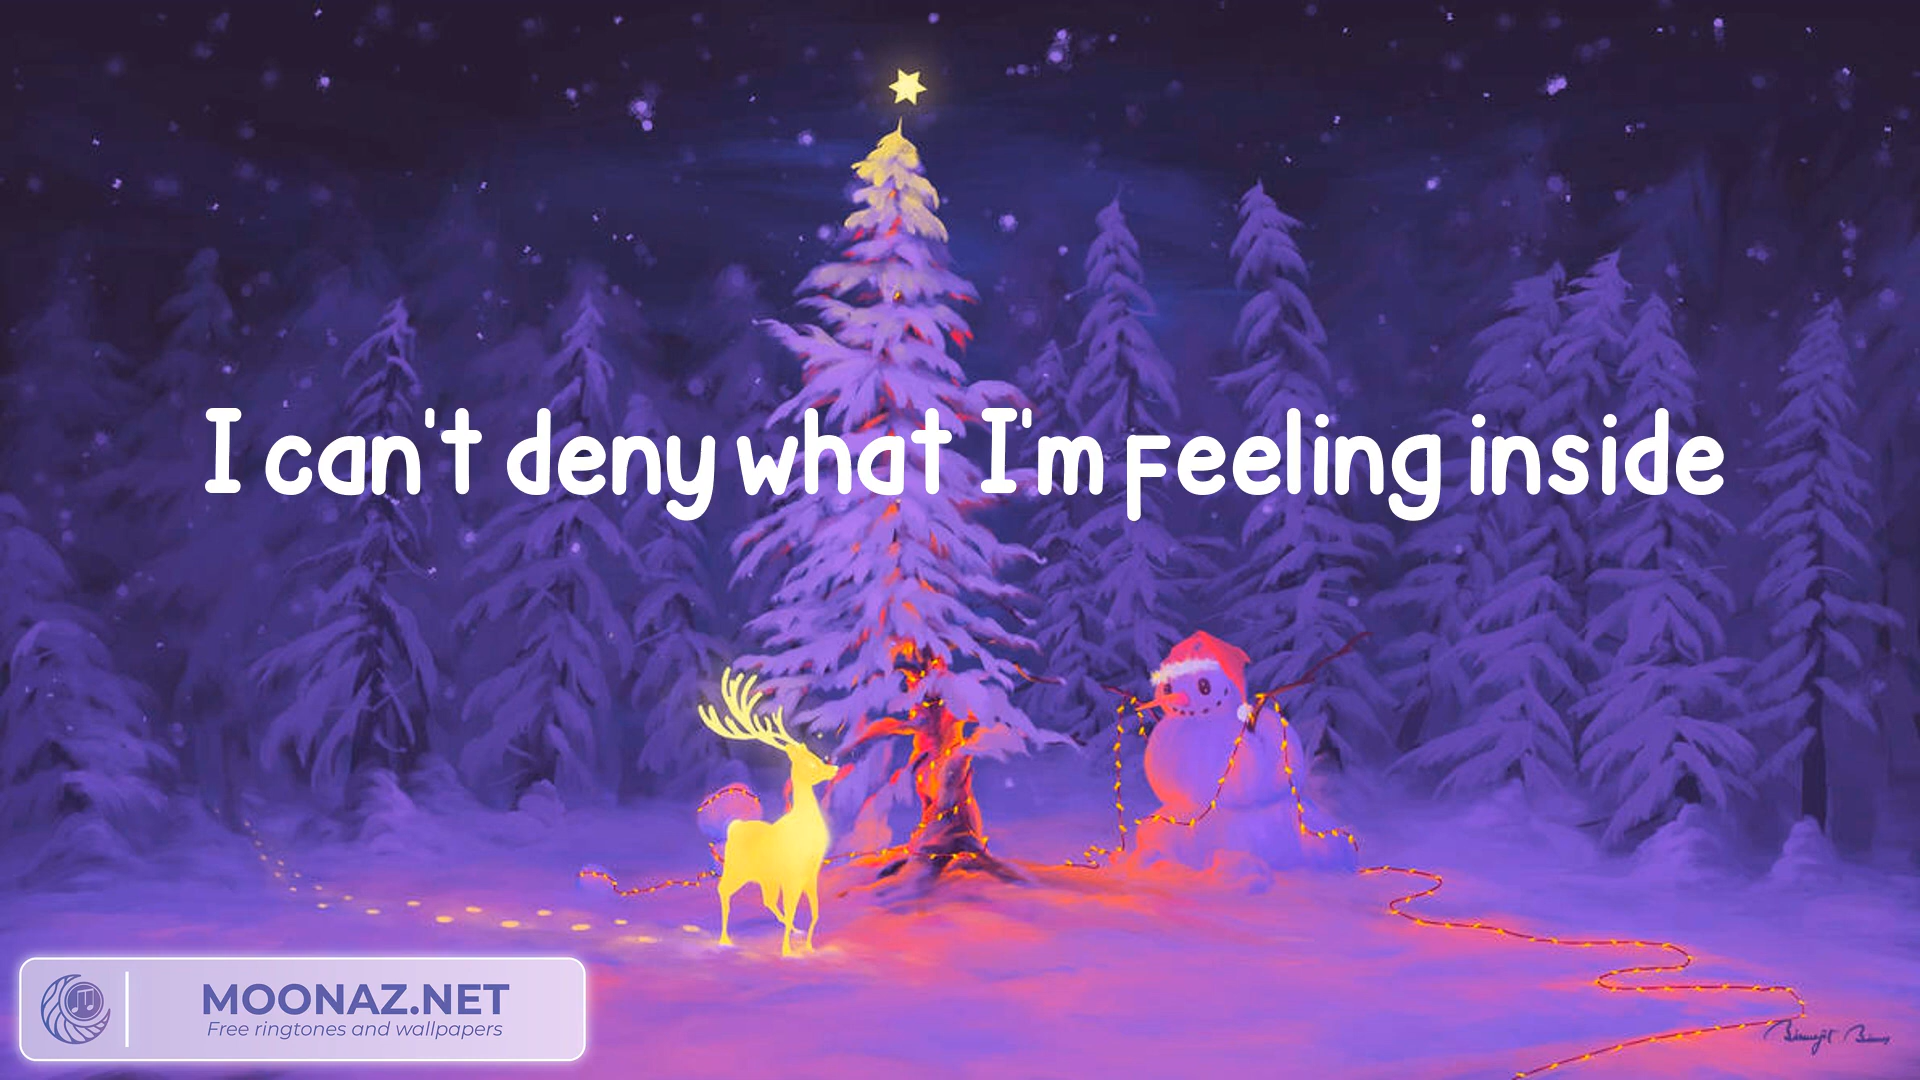 I can't deny what I'm feeling inside
MOONAZ.NET
Free ringtones and wallpapers